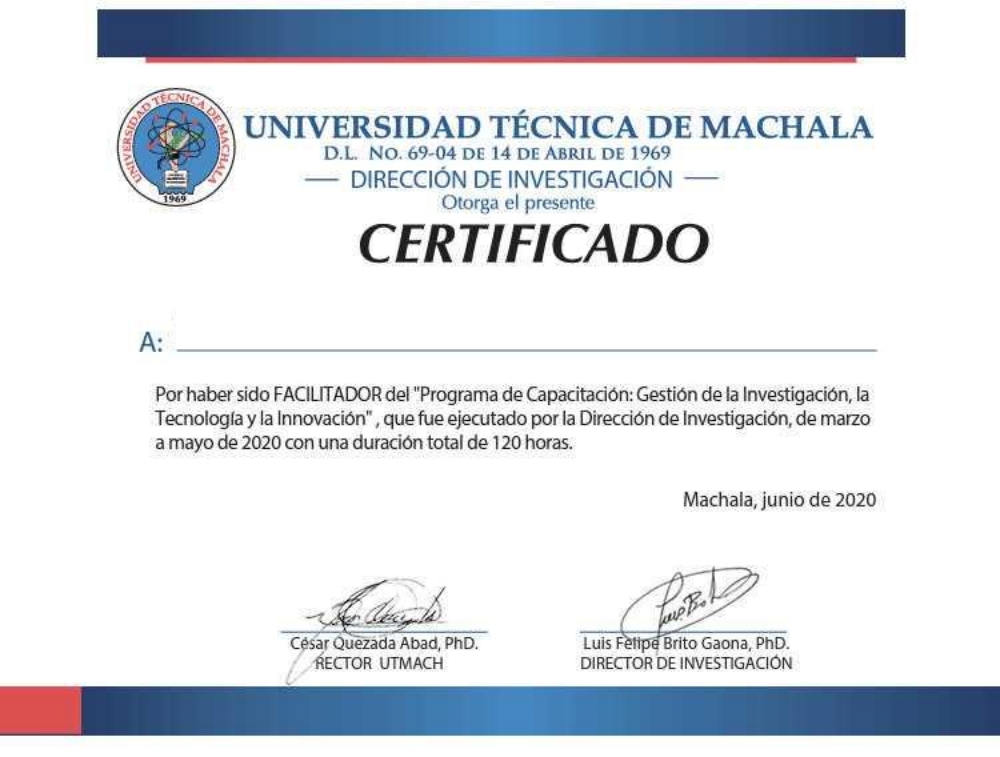 UNIVERSIDAD TÉCNICA DE MACHALA
1969
UNIVERSIDAD TÉCNICA DE MACHALA
D.L. NO. 69-04 DE 14 DE ABRIL DE 1969
DIRECCIÓN DE INVESTIGACIÓN
Otorga el presente
CERTIFICADO
A:
Por haber sido FACILITADOR del "Programa de Capacitación: Gestión de la Investigación, la
Tecnología y la Innovación" , que fue ejecutado por la Dirección de Investigación, de marzo
a mayo de 2020 con una duración total de 120 horas.
Machala, junio de 2020
César Quezada Abad, PhD.
RECTOR UTMACH
Luis Felipe Brito Gaona, PhD.
DIRECTOR DE INVESTIGACIÓN